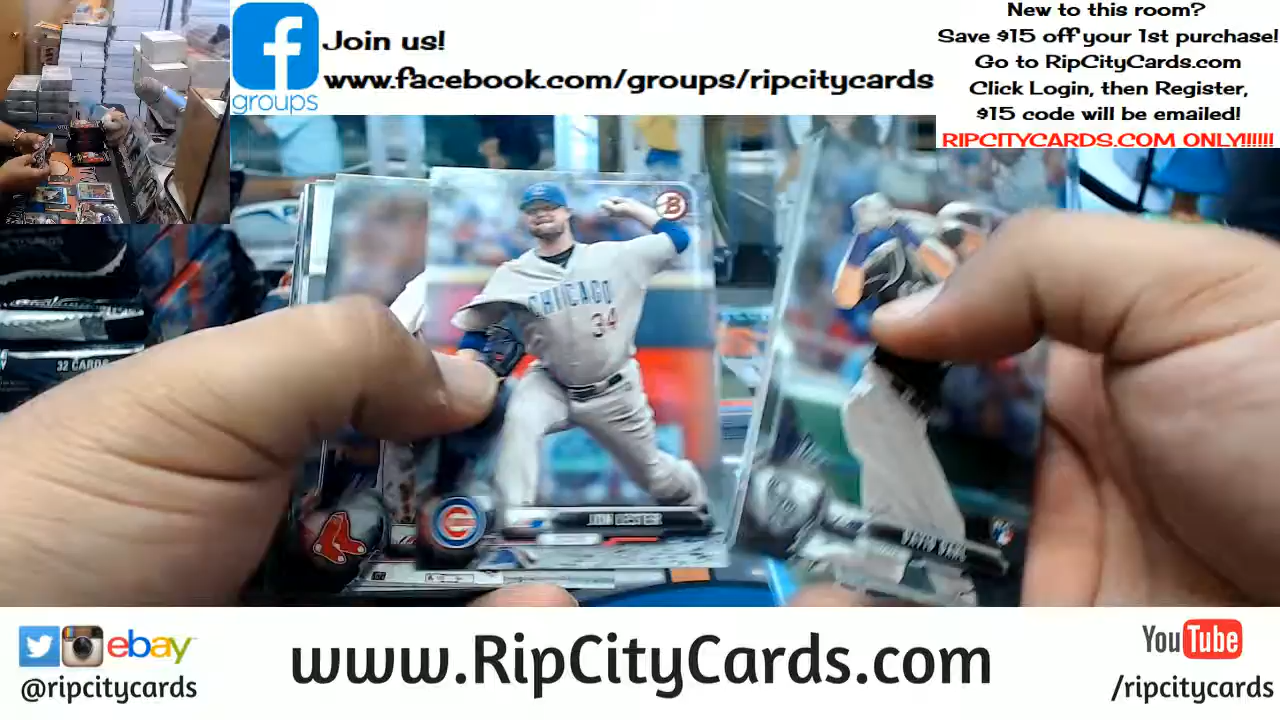 Join us!
www.facebook.com/groups/ripcitycards
groups
New to this room?
Save $15 off your 1st purchase!
Go to RipCityCards.com
Click Login, then Register,
$15 code will be emailed!
RIPCITYCARDS.COM ONLY!!!!!!
B
CHICAGO
34
32 CARDS
JON LESTER
C
ebay
@ripcitycards
www.RipCityCards.com
YouTube
/ripcitycards